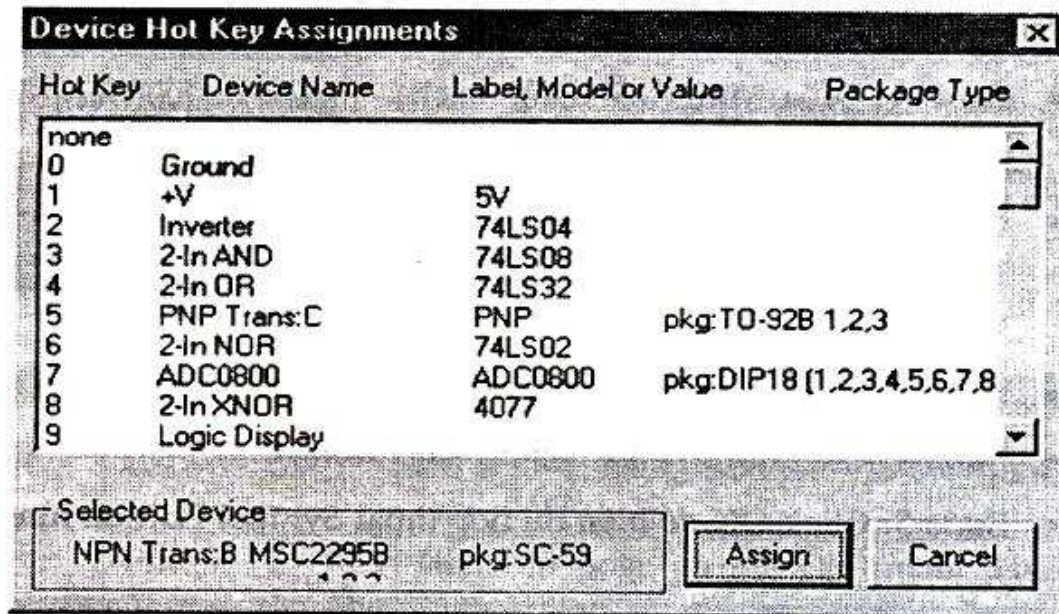 Device Hot Key Assignments
Hot Key Device Name Label, Model or Value Package Type
none
0 Ground
1 +V 5V
2 Inverter 74LS04
3 2-In AND 74LS08
4 2-In OR 74LS32
5 PNP Trans:C PNP pkg:TO-92B 1,2,3
6 2-In NOR 74LS02
7 ADC0800 ADC0800 pkg:DIP18 (1,2,3,4,5,6,7,8
8 2-In XNOR 4077
9 Logic Display
Selected Device
NPN Trans:B MSC2295B pkg:SC-59
Assign Cancel